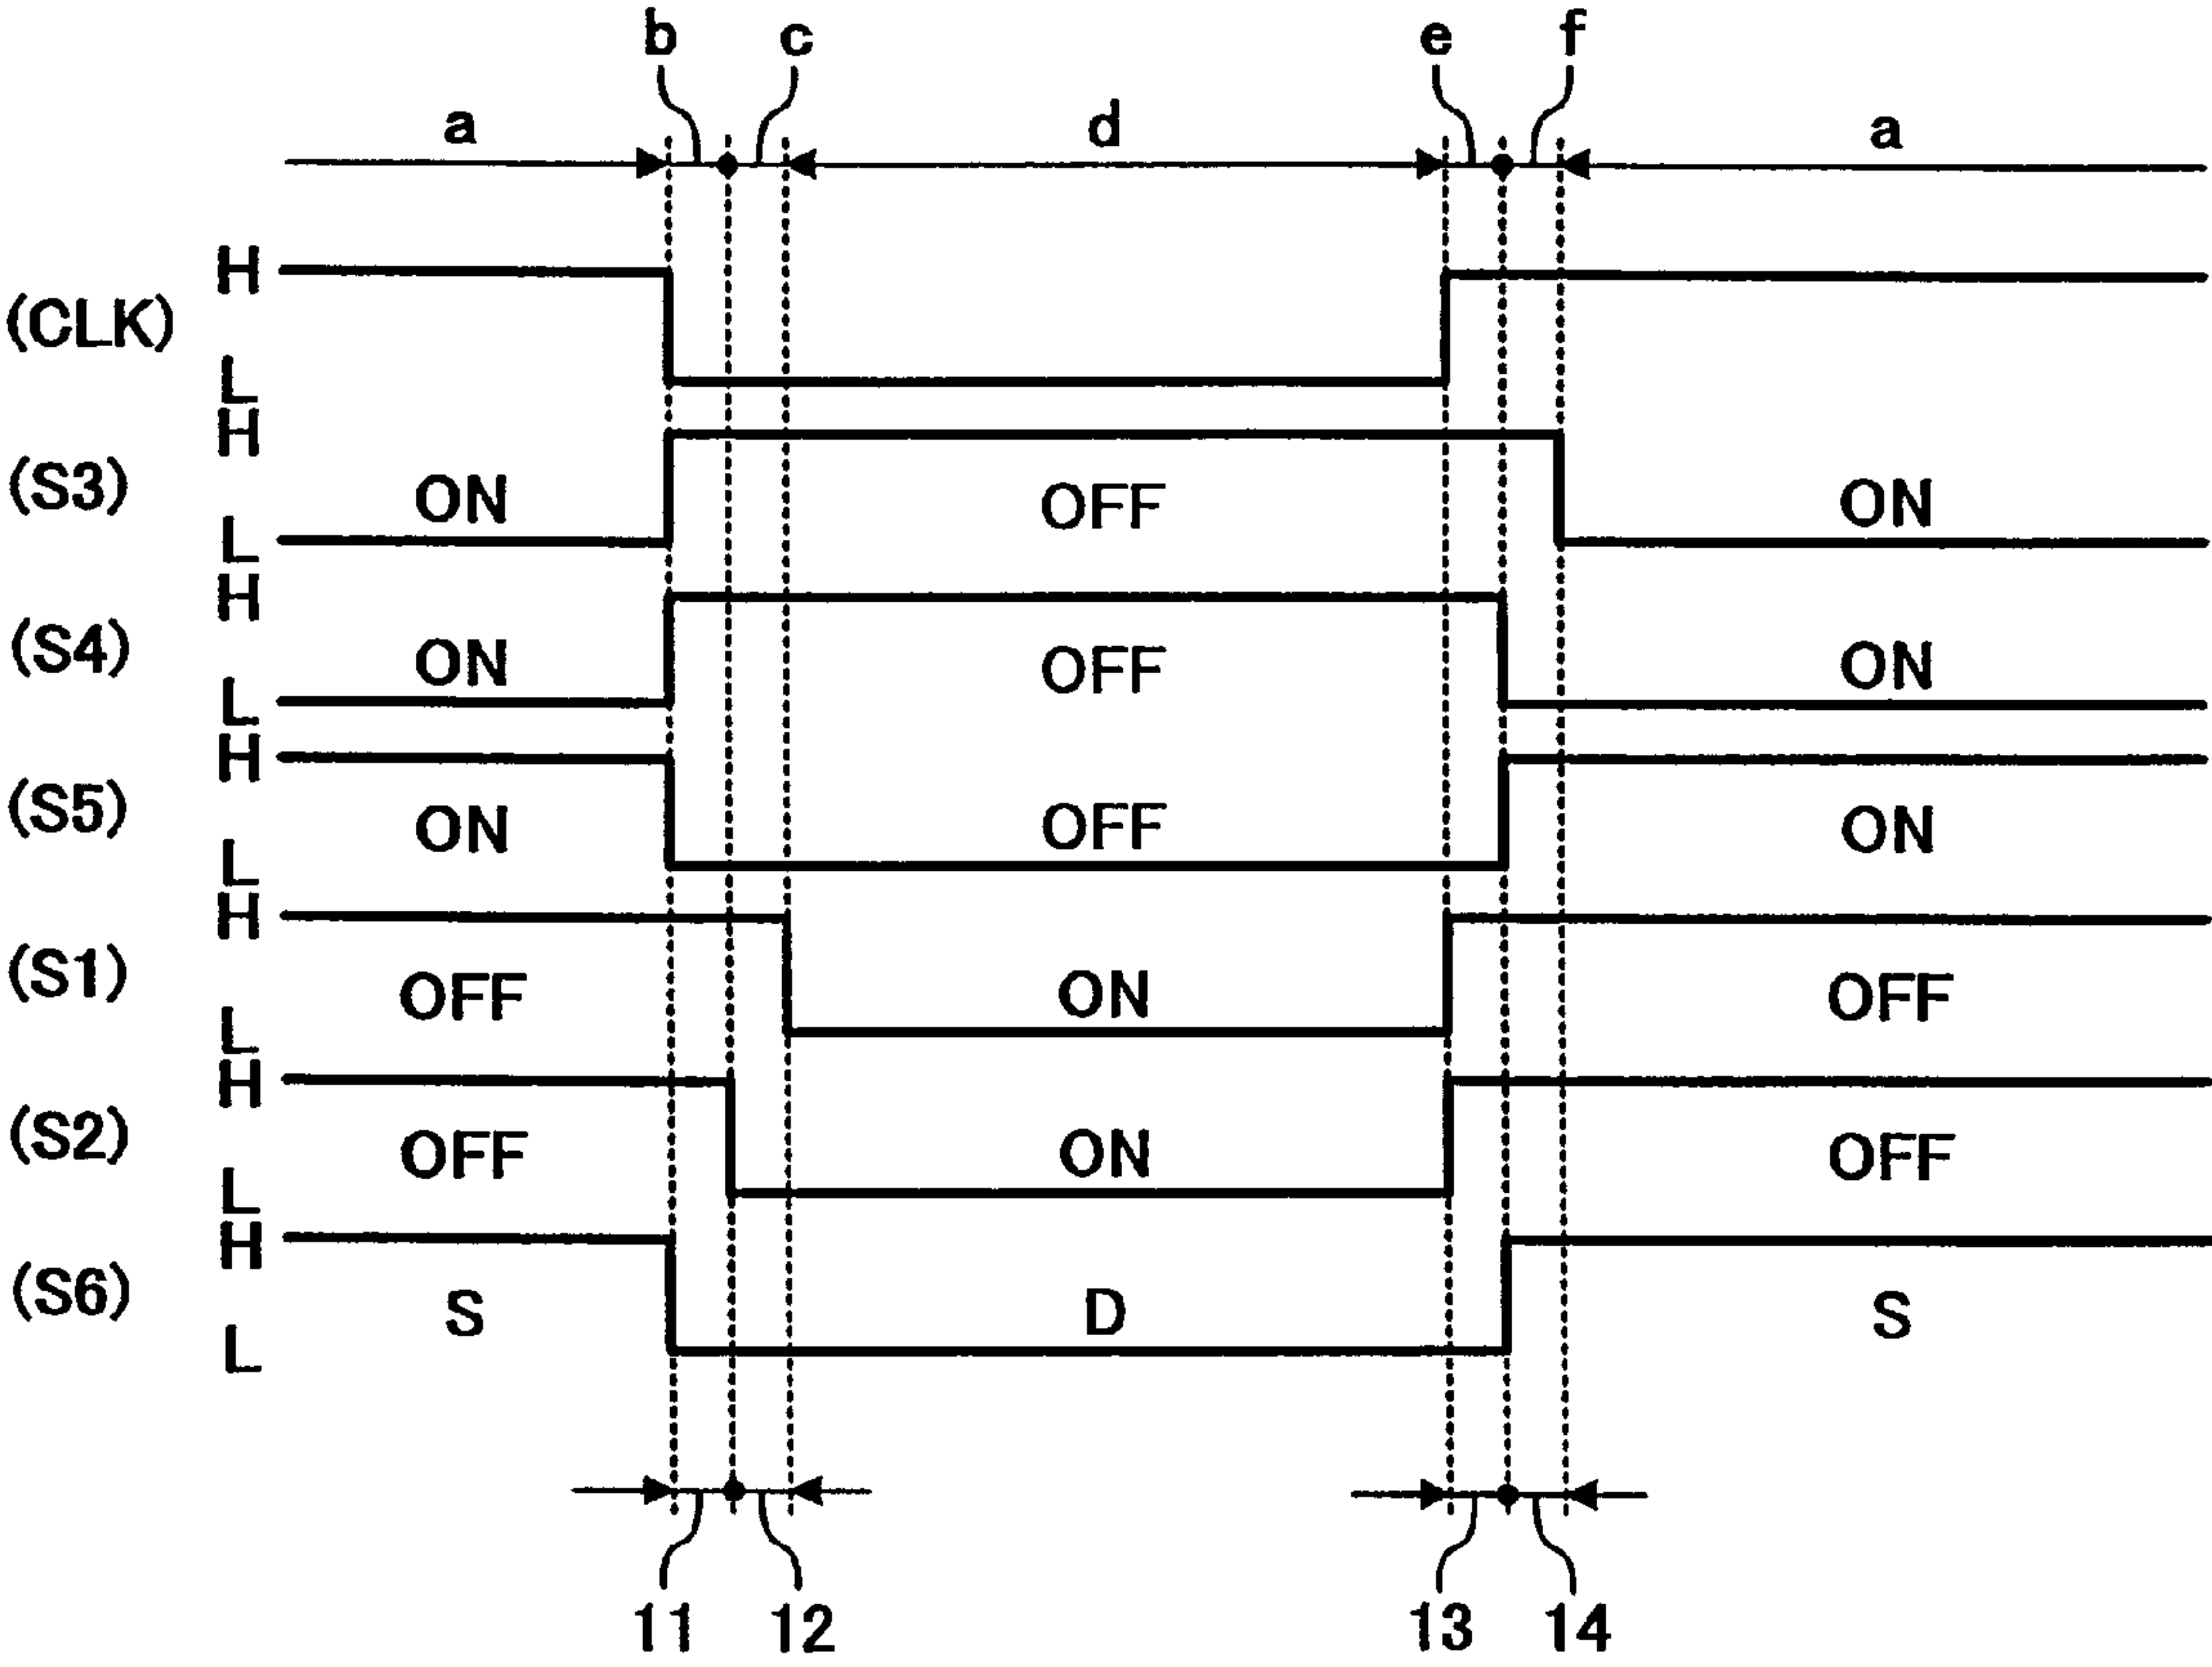 b c e f
a d a
H
(CLK)
L
H
(S3) ON OFF ON
L
H
(S4) ON OFF ON
L
H
(S5) ON OFF ON
L
H
(S1) OFF ON OFF
L
H
(S2) OFF ON OFF
L
H
(S6) S D S
L
11 12 13 14